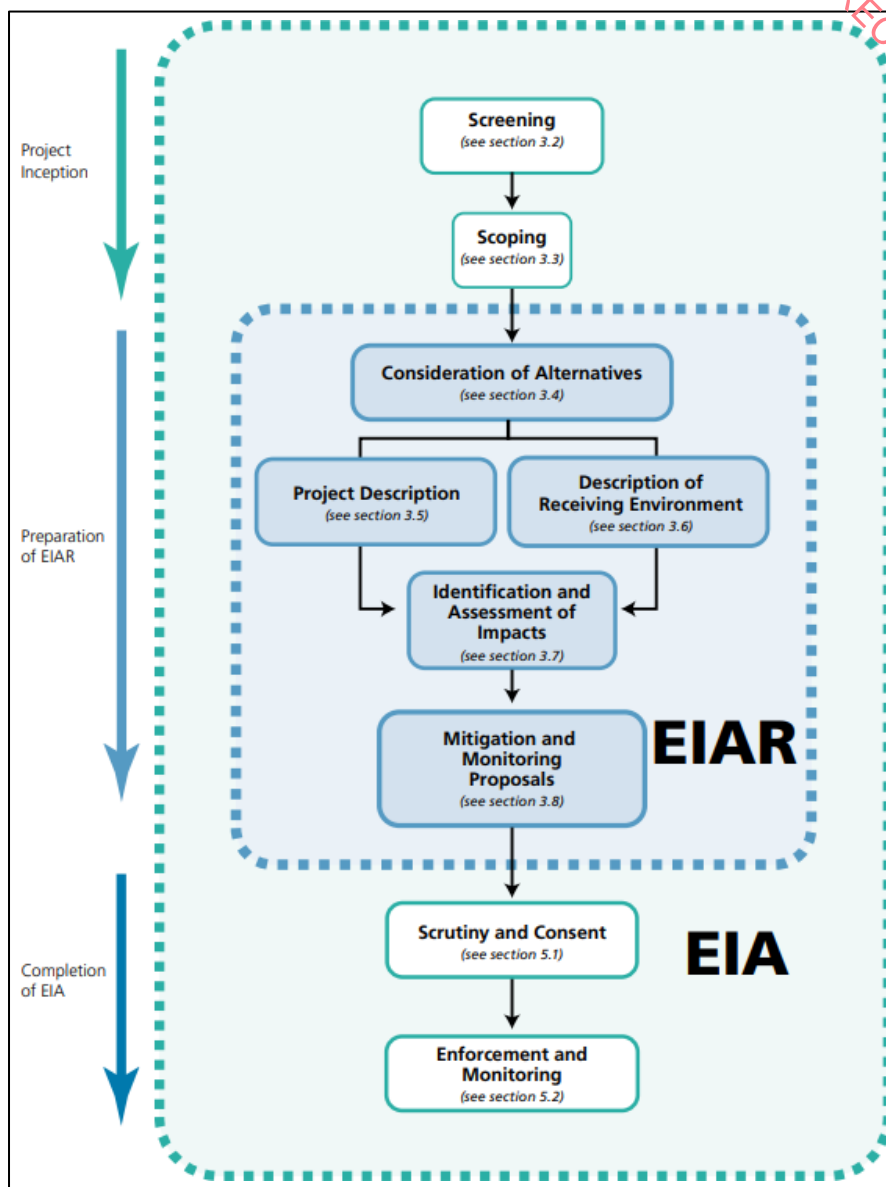 Project
Inception
Screening
(see section 3.2)
Scoping
(see section 3.3)
Preparation
of EIAR
Consideration of Alternatives
(see section 3.4)
Project Description
(see section 3.5)
Description of
Receiving Environment
(see section 3.6)
Identification and
Assessment of
Impacts
(see section 3.7)
Mitigation and
Monitoring
Proposals
(see section 3.8)
EIAR
Completion
of EIA
Scrutiny and Consent
(see section 5.1)
EIA
Enforcement and
Monitoring
(see section 5.2)